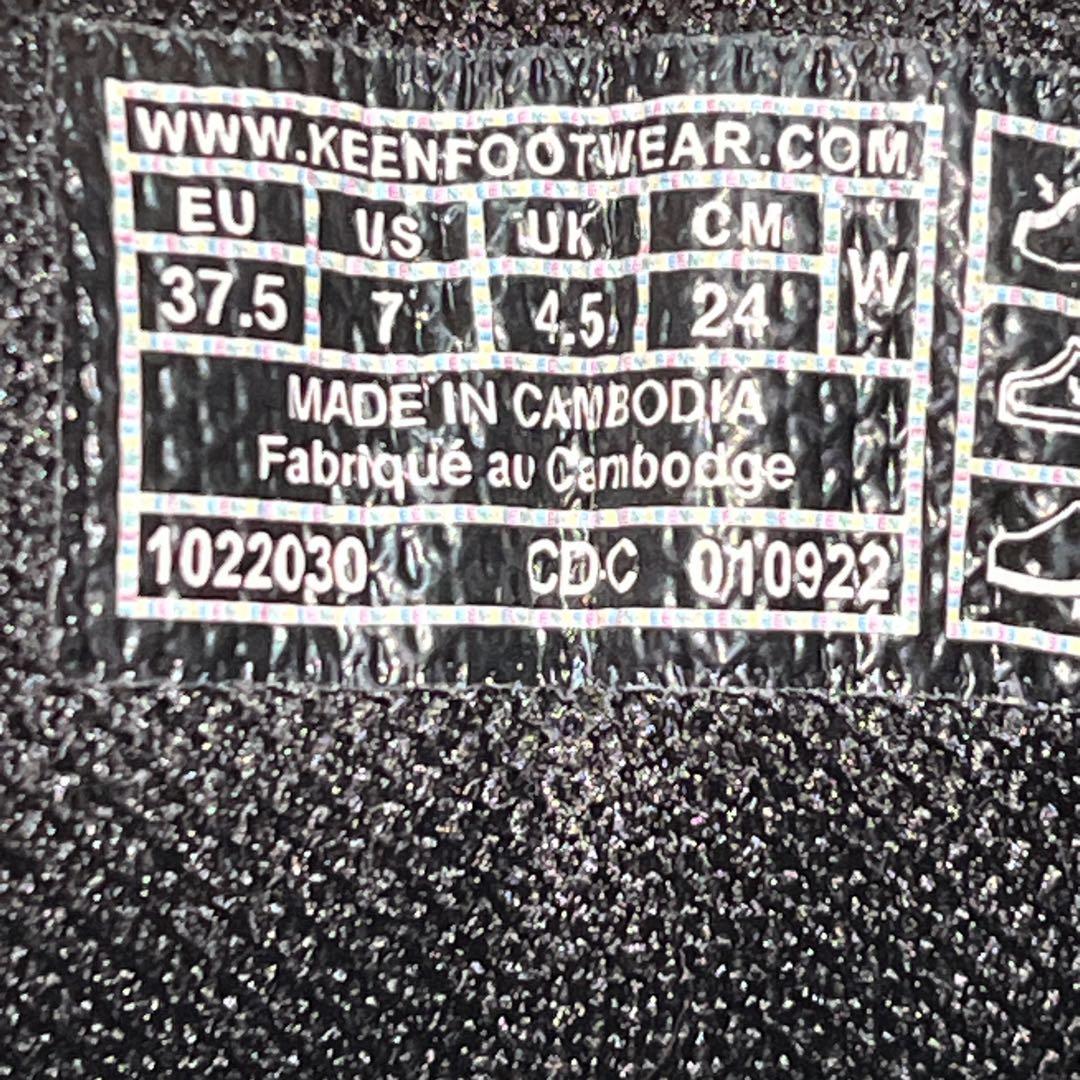 WWW.KEENFOOTWEAR.COM
EU US UK CM W
37.5 7 4.5 24
MADE IN CAMBODIA
Fabriqué au Cambodge
1022030 CDC 010922